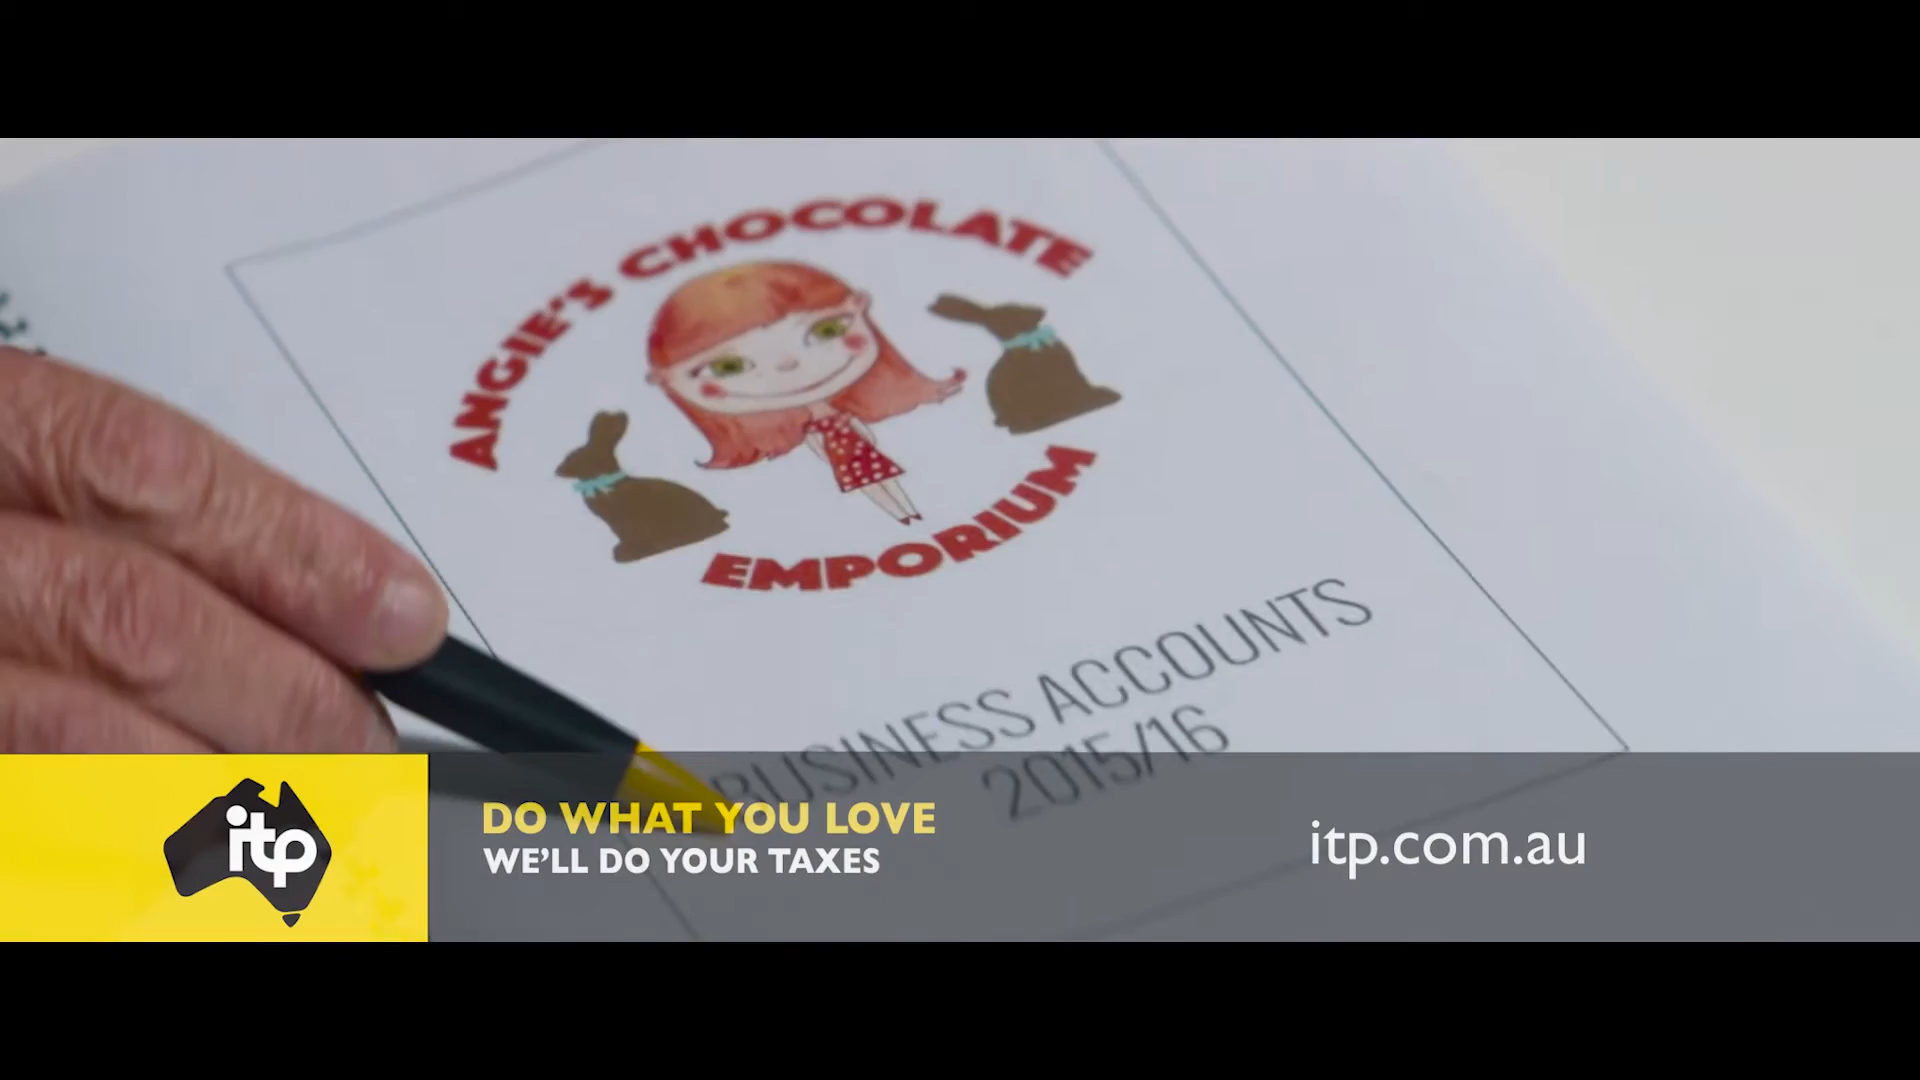 ANGIE'S CHOCOLATE
EMPORIUM
BUSINESS ACCOUNTS
2015/16
itp
DO WHAT YOU LOVE
WE'LL DO YOUR TAXES
itp.com.au